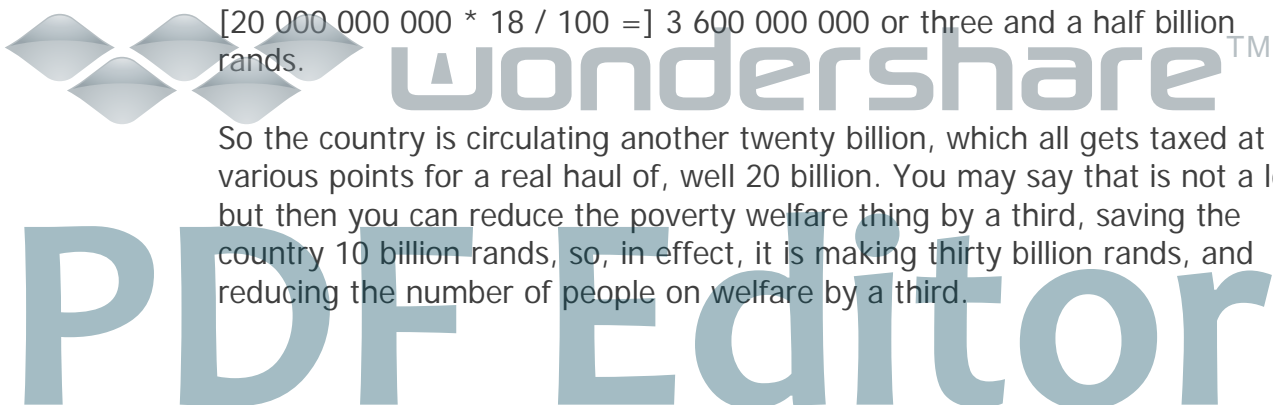 [20 000 000 000 * 18 / 100 =] 3 600 000 000 or three and a half billion
rands.
wondershare™
So the country is circulating another twenty billion, which all gets taxed at
various points for a real haul of, well 20 billion. You may say that is not a
but then you can reduce the poverty welfare thing by a third, saving the
country 10 billion rands, so, in effect, it is making thirty billion rands, and
reducing the number of people on welfare by a third.
PDF Editor